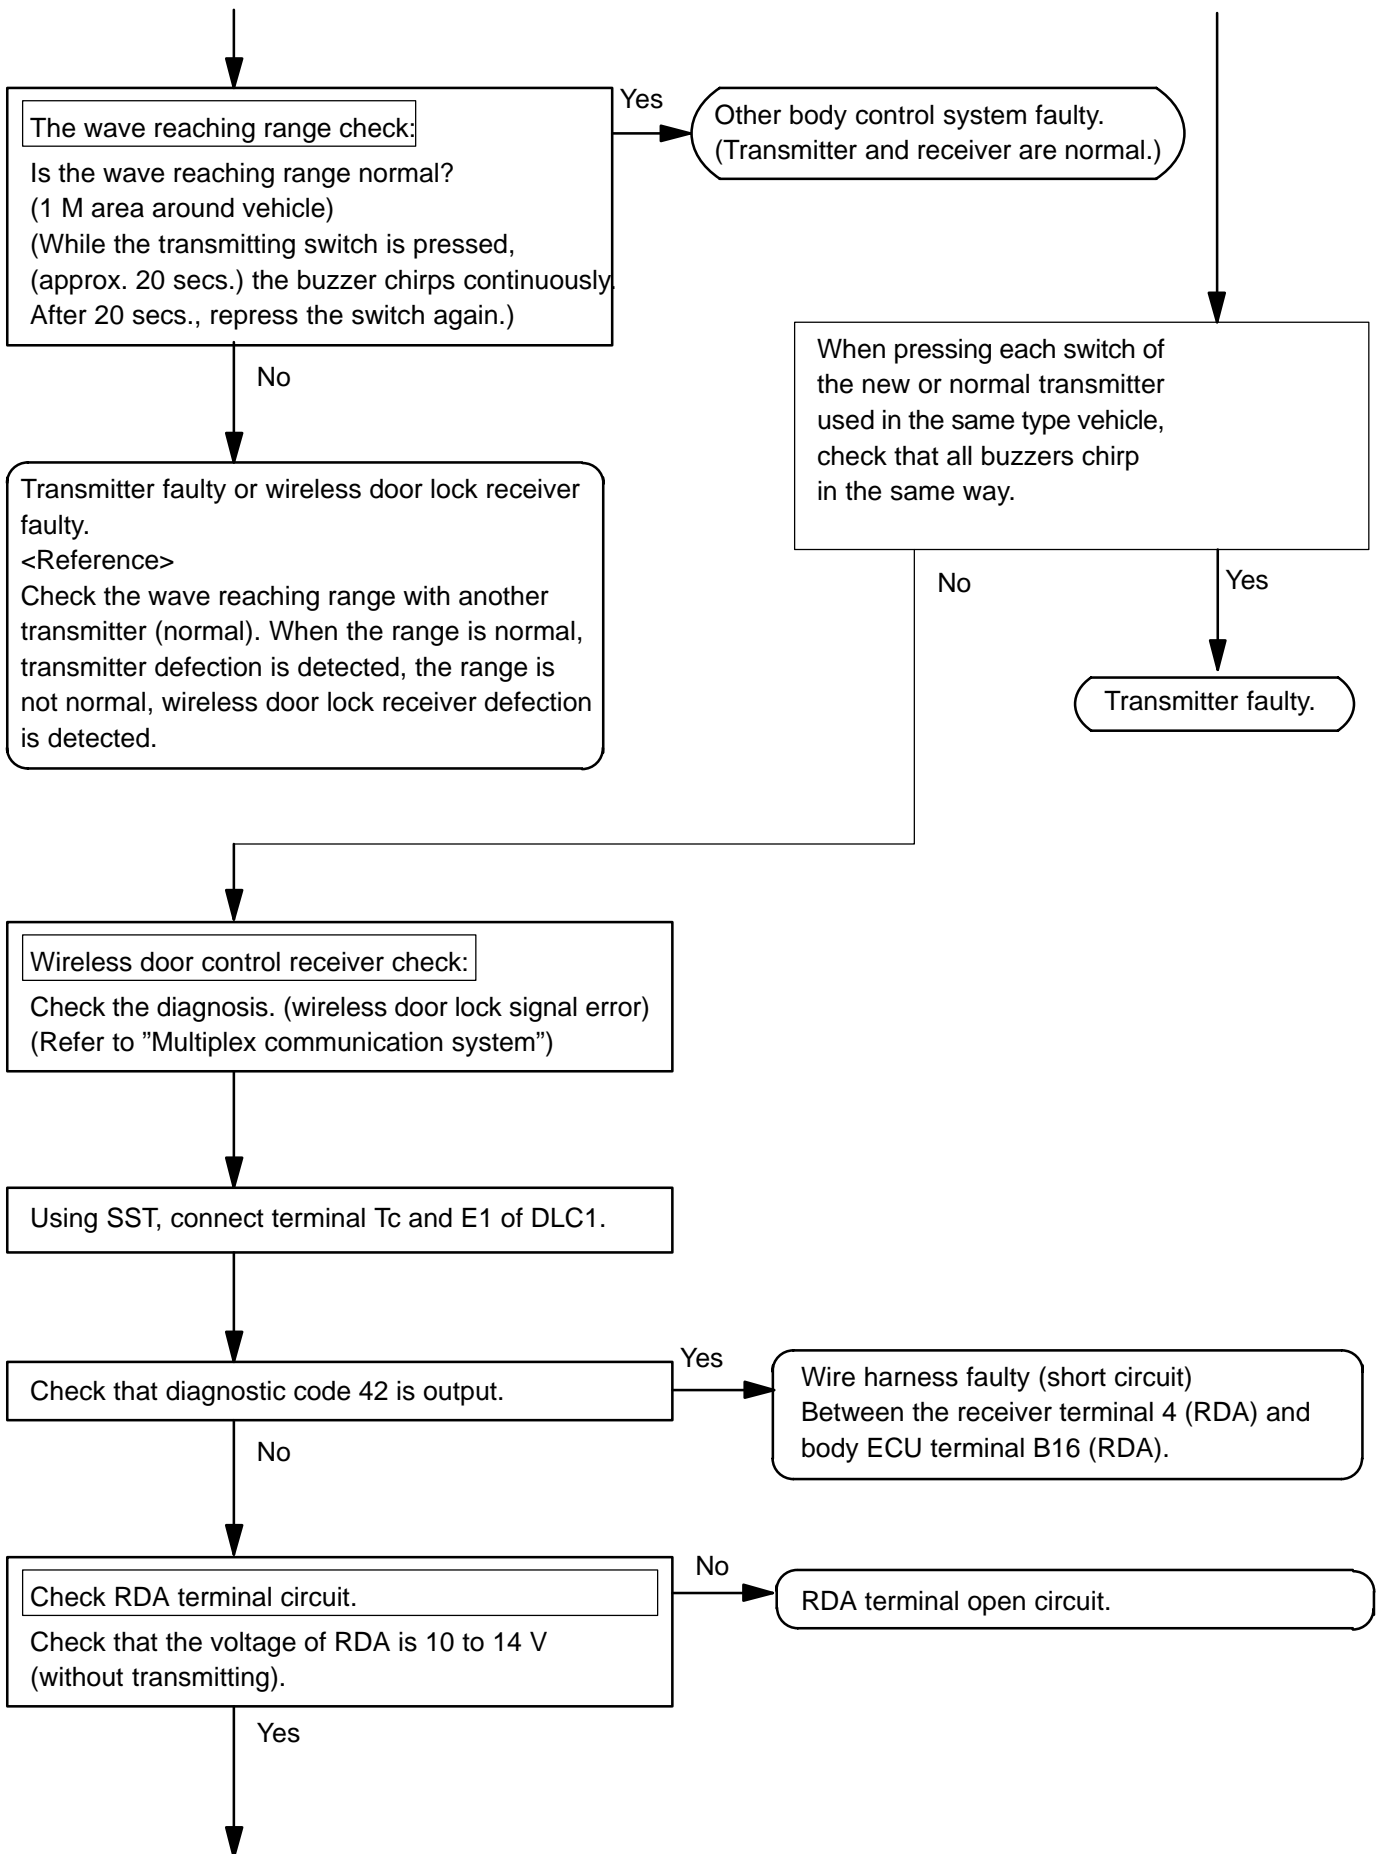 The wave reaching range check:
Is the wave reaching range normal?
(1 M area around vehicle)
(While the transmitting switch is pressed,
(approx. 20 secs.) the buzzer chirps continuously.
After 20 secs., repress the switch again.)
Yes
Other body control system faulty.
(Transmitter and receiver are normal.)
No
Transmitter faulty or wireless door lock receiver
faulty.
<Reference>
Check the wave reaching range with another
transmitter (normal). When the range is normal,
transmitter defection is detected, the range is
not normal, wireless door lock receiver defection
is detected.
When pressing each switch of
the new or normal transmitter
used in the same type vehicle,
check that all buzzers chirp
in the same way.
No
Yes
Transmitter faulty.
Wireless door control receiver check:
Check the diagnosis. (wireless door lock signal error)
(Refer to ”Multiplex communication system”)
Using SST, connect terminal Tc and E1 of DLC1.
Check that diagnostic code 42 is output.
Yes
Wire harness faulty (short circuit)
Between the receiver terminal 4 (RDA) and
body ECU terminal B16 (RDA).
No
Check RDA terminal circuit.
Check that the voltage of RDA is 10 to 14 V
(without transmitting).
No
RDA terminal open circuit.
Yes